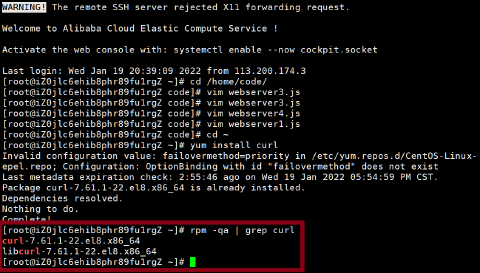 WARNING! The remote SSH server rejected X11 forwarding request.
Welcome to Alibaba Cloud Elastic Compute Service !
Activate the web console with: systemctl enable --now cockpit.socket
Last login: Wed Jan 19 20:39:09 2022 from 113.200.174.3
[root@iZ0jlc6ehib8phr89fu1rgZ ~]# cd /home/code/
[root@iZ0jlc6ehib8phr89fu1rgZ code]# vim webserver3.js
[root@iZ0jlc6ehib8phr89fu1rgZ code]# vim webserver3.js
[root@iZ0jlc6ehib8phr89fu1rgZ code]# vim webserver4.js
[root@iZ0jlc6ehib8phr89fu1rgZ code]# vim webserver1.js
[root@iZ0jlc6ehib8phr89fu1rgZ code]# cd ~
[root@iZ0jlc6ehib8phr89fu1rgZ ~]# yum install curl
Invalid configuration value: failovermethod=priority in /etc/yum.repos.d/CentOS-Linux-
epel.repo; Configuration: OptionBinding with id "failovermethod" does not exist
Last metadata expiration check: 2:55:46 ago on Wed 19 Jan 2022 05:54:59 PM CST.
Package curl-7.61.1-22.el8.x86_64 is already installed.
Dependencies resolved.
Nothing to do.
Complete!
[root@iZ0jlc6ehib8phr89fu1rgZ ~]# rpm -qa | grep curl
curl-7.61.1-22.el8.x86_64
libcurl-7.61.1-22.el8.x86_64
[root@iZ0jlc6ehib8phr89fu1rgZ ~]#